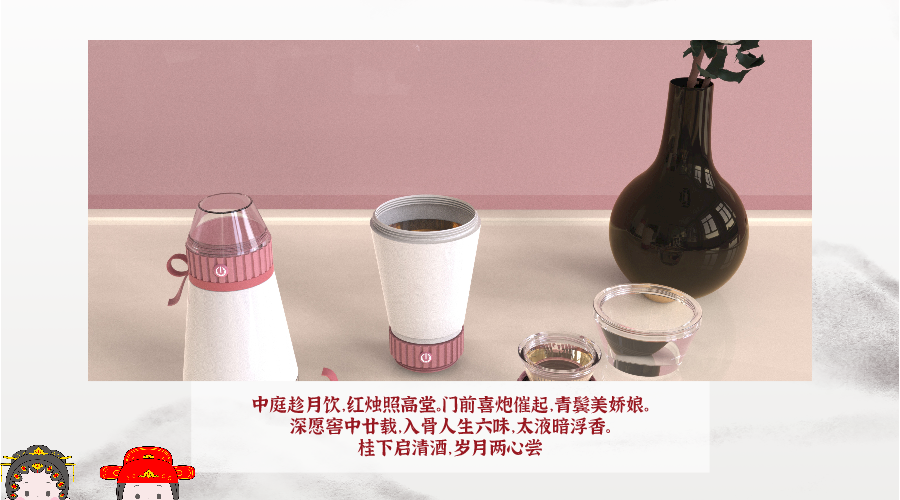 中庭趁月饮,红烛照高堂。门前喜炮催起,青鬓美娇娘。
深愿窖中廿载,入骨人生六味,太液暗浮香。
桂下启清酒,岁月两心尝